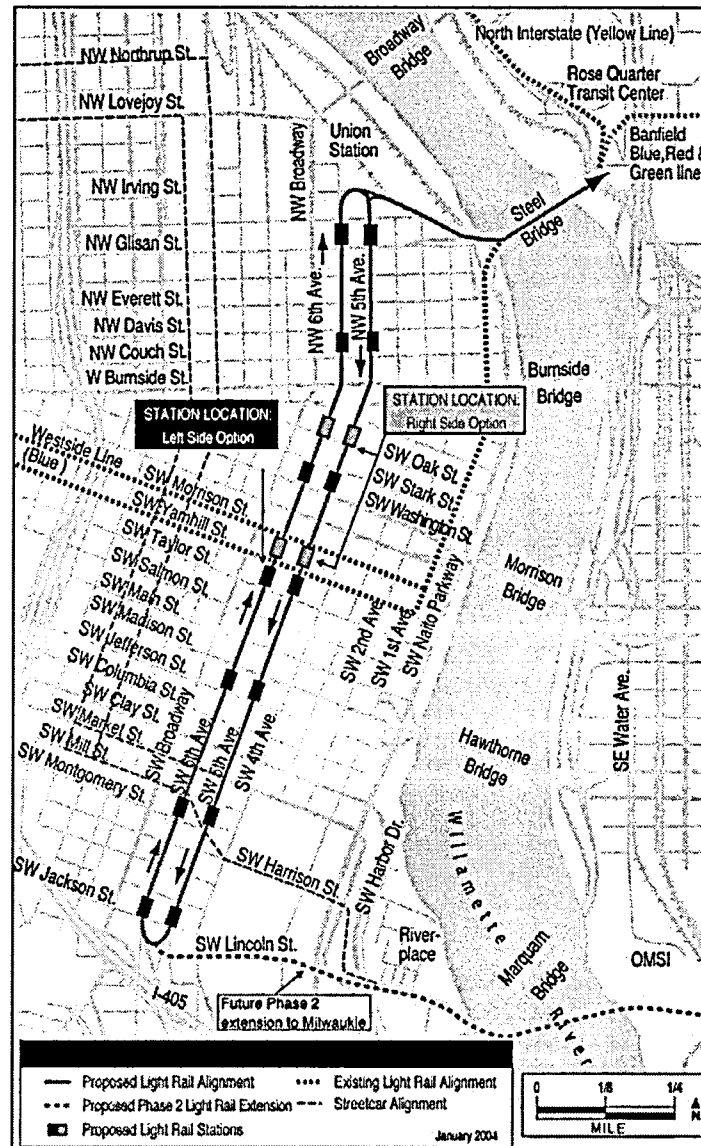 North Interstate (Yellow Line)
Broadway
Bridge
NW Northrup St.
Rose Quarter
Transit Center
NW Lovejoy St.
Union
Station
Banfield
Blue,Red &
Green line
NW Broadway
NW Irving St.
Steel
Bridge
NW Glisan St.
NW 6th Ave.
NW 5th Ave.
NW Everett St.
NW Davis St.
NW Couch St.
W Burnside St.
Burnside
Bridge
STATION LOCATION:
Left Side Option
STATION LOCATION:
Right Side Option
Westside Line
(Blue)
SW Morrison St.
SW Yamhill St.
SW Oak St.
SW Stark St.
SW Washington St.
SW Taylor St.
SW Salmon St.
SW Main St.
SW Madison St.
SW Jefferson St.
SW Columbia St.
SW Clay St.
SW Market St.
SW Mill St.
SW Montgomery St.
Morrison
Bridge
SW 2nd Ave.
SW 1st Ave.
SW Naito Parkway
SW Broadway
SW 6th Ave.
SW 5th Ave.
SW 4th Ave.
SE Water Ave.
Hawthorne
Bridge
Willamette
River
SW Harrison St.
SW Harbor Dr.
SW Jackson St.
SW Lincoln St.
River-
place
Marquam
Bridge
OMSI
I-405
Future Phase 2
extension to Milwaukie
Proposed Light Rail Alignment
Existing Light Rail Alignment
Proposed Phase 2 Light Rail Extension
Streetcar Alignment
Proposed Light Rail Stations
January 2004
0 1/8 1/4
MILE
N